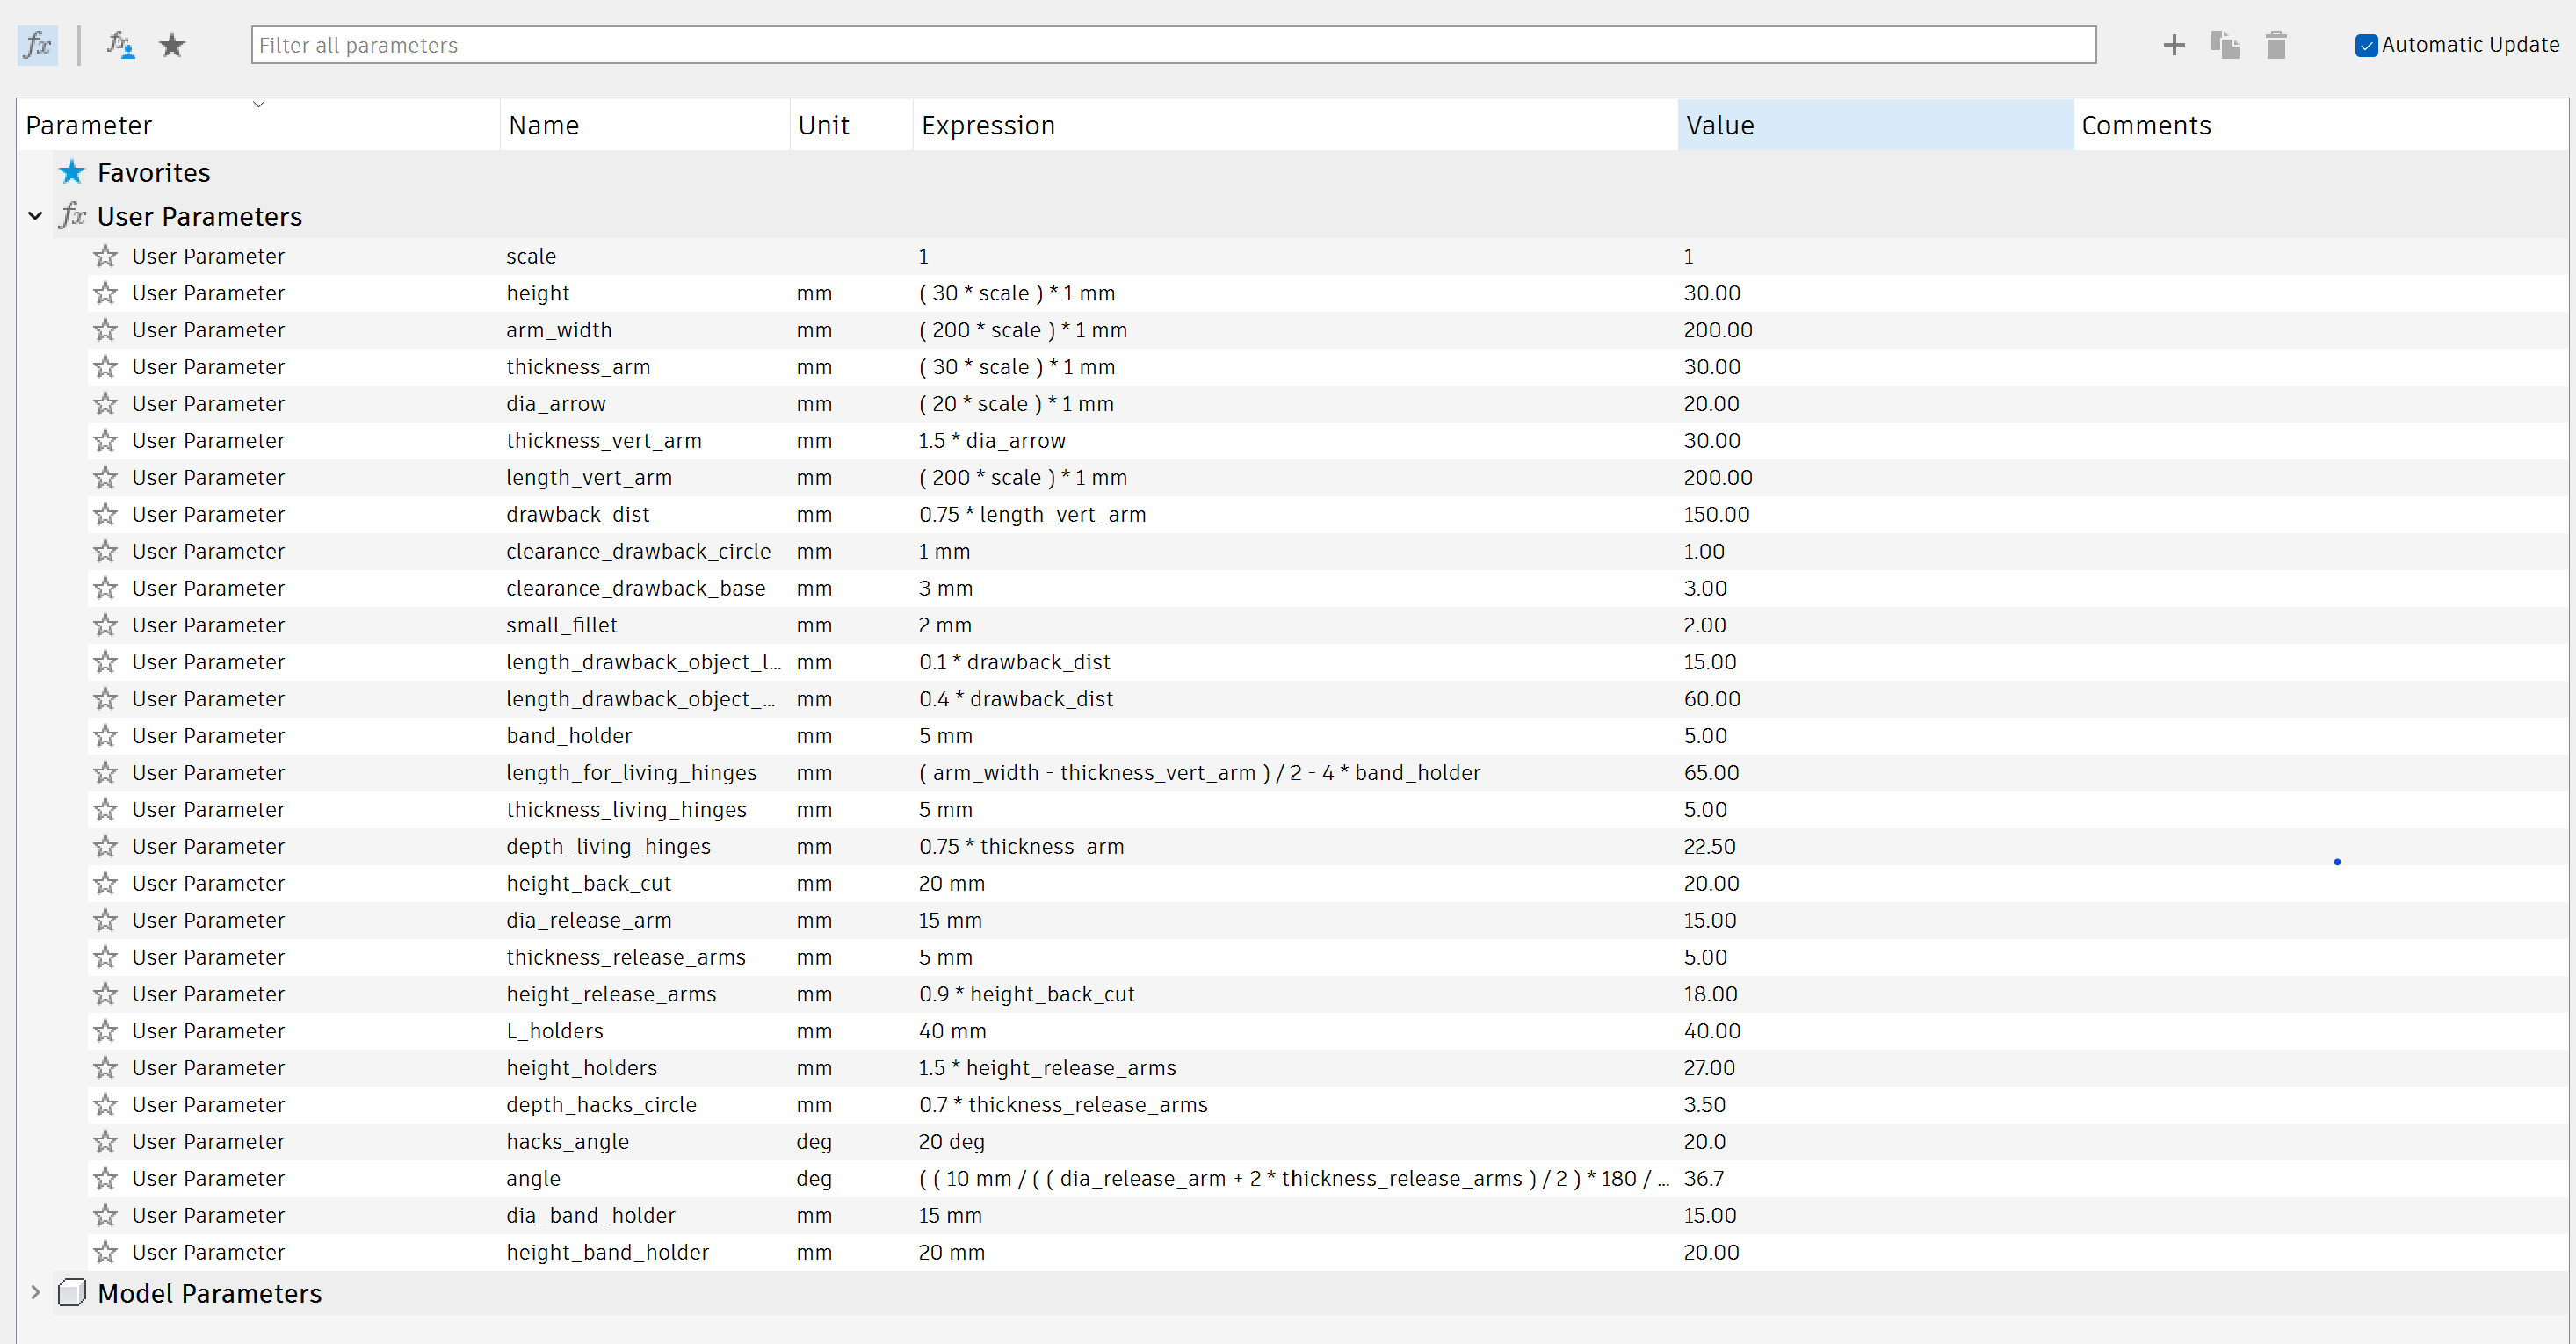 fx fx Filter all parameters Automatic Update
Parameter Name Unit Expression Value Comments
Favorites
fx User Parameters
User Parameter scale 1 1
User Parameter height mm ( 30 * scale ) * 1 mm 30.00
User Parameter arm_width mm ( 200 * scale ) * 1 mm 200.00
User Parameter thickness_arm mm ( 30 * scale ) * 1 mm 30.00
User Parameter dia_arrow mm ( 20 * scale ) * 1 mm 20.00
User Parameter thickness_vert_arm mm 1.5 * dia_arrow 30.00
User Parameter length_vert_arm mm ( 200 * scale ) * 1 mm 200.00
User Parameter drawback_dist mm 0.75 * length_vert_arm 150.00
User Parameter clearance_drawback_circle mm 1 mm 1.00
User Parameter clearance_drawback_base mm 3 mm 3.00
User Parameter small_fillet mm 2 mm 2.00
User Parameter length_drawback_object_l... mm 0.1 * drawback_dist 15.00
User Parameter length_drawback_object_... mm 0.4 * drawback_dist 60.00
User Parameter band_holder mm 5 mm 5.00
User Parameter length_for_living_hinges mm ( arm_width - thickness_vert_arm ) / 2 - 4 * band_holder 65.00
User Parameter thickness_living_hinges mm 5 mm 5.00
User Parameter depth_living_hinges mm 0.75 * thickness_arm 22.50
User Parameter height_back_cut mm 20 mm 20.00
User Parameter dia_release_arm mm 15 mm 15.00
User Parameter thickness_release_arms mm 5 mm 5.00
User Parameter height_release_arms mm 0.9 * height_back_cut 18.00
User Parameter L_holders mm 40 mm 40.00
User Parameter height_holders mm 1.5 * height_release_arms 27.00
User Parameter depth_hacks_circle mm 0.7 * thickness_release_arms 3.50
User Parameter hacks_angle deg 20 deg 20.0
User Parameter angle deg ( ( 10 mm / ( ( dia_release_arm + 2 * thickness_release_arms ) / 2 ) * 180 / ... 36.7
User Parameter dia_band_holder mm 15 mm 15.00
User Parameter height_band_holder mm 20 mm 20.00
Model Parameters